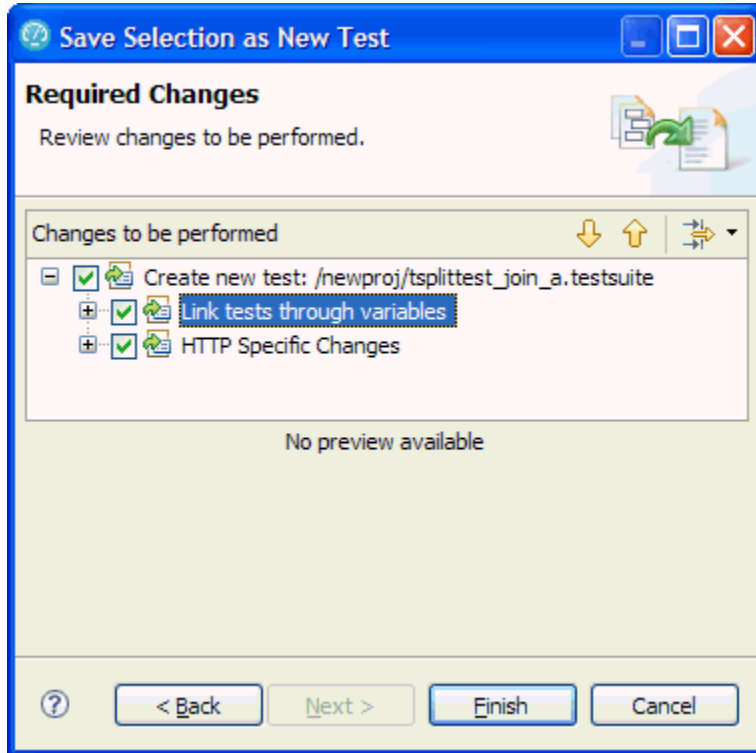 Save Selection as New Test
Required Changes
Review changes to be performed.
Changes to be performed
Create new test: /newproj/tsplittest_join_a.testsuite
Link tests through variables
HTTP Specific Changes
No preview available
? < Back Next > Finish Cancel